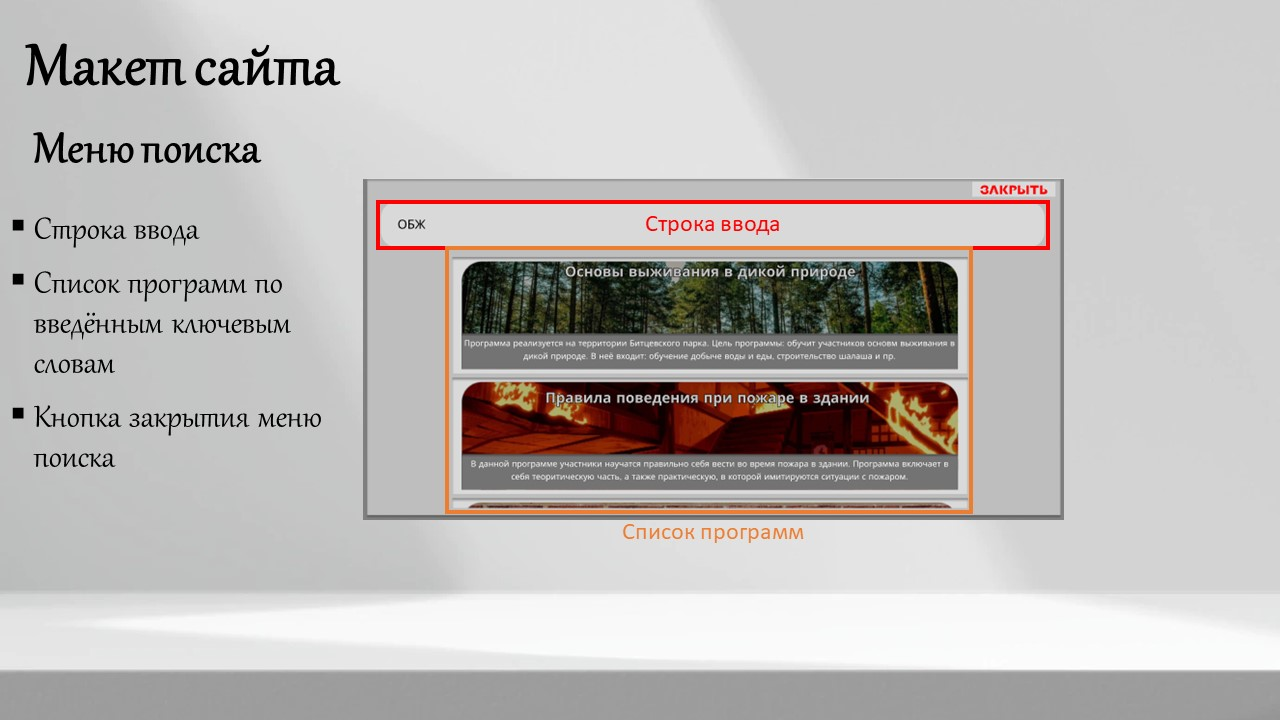 Макет сайта
Меню поиска
Строка ввода
Список программ по
введённым ключевым
словам
Кнопка закрытия меню
поиска
ЗАКРЫТЬ
ОБЖ
Строка ввода
Основы выживания в дикой природе
Программа реализуется на территории Битцевского парка. Цель программы: обучит участников основм выживания в
дикой природе. В неё входит: обучение добыче воды и еды, строительство шалаша и пр.
Правила поведения при пожаре в здании
В данной программе участники научатся правильно себя вести во время пожара в здании. Программа включает в
себя теоритическую часть, а также практическую, в которой имитируются ситуации с пожаром.
Список программ